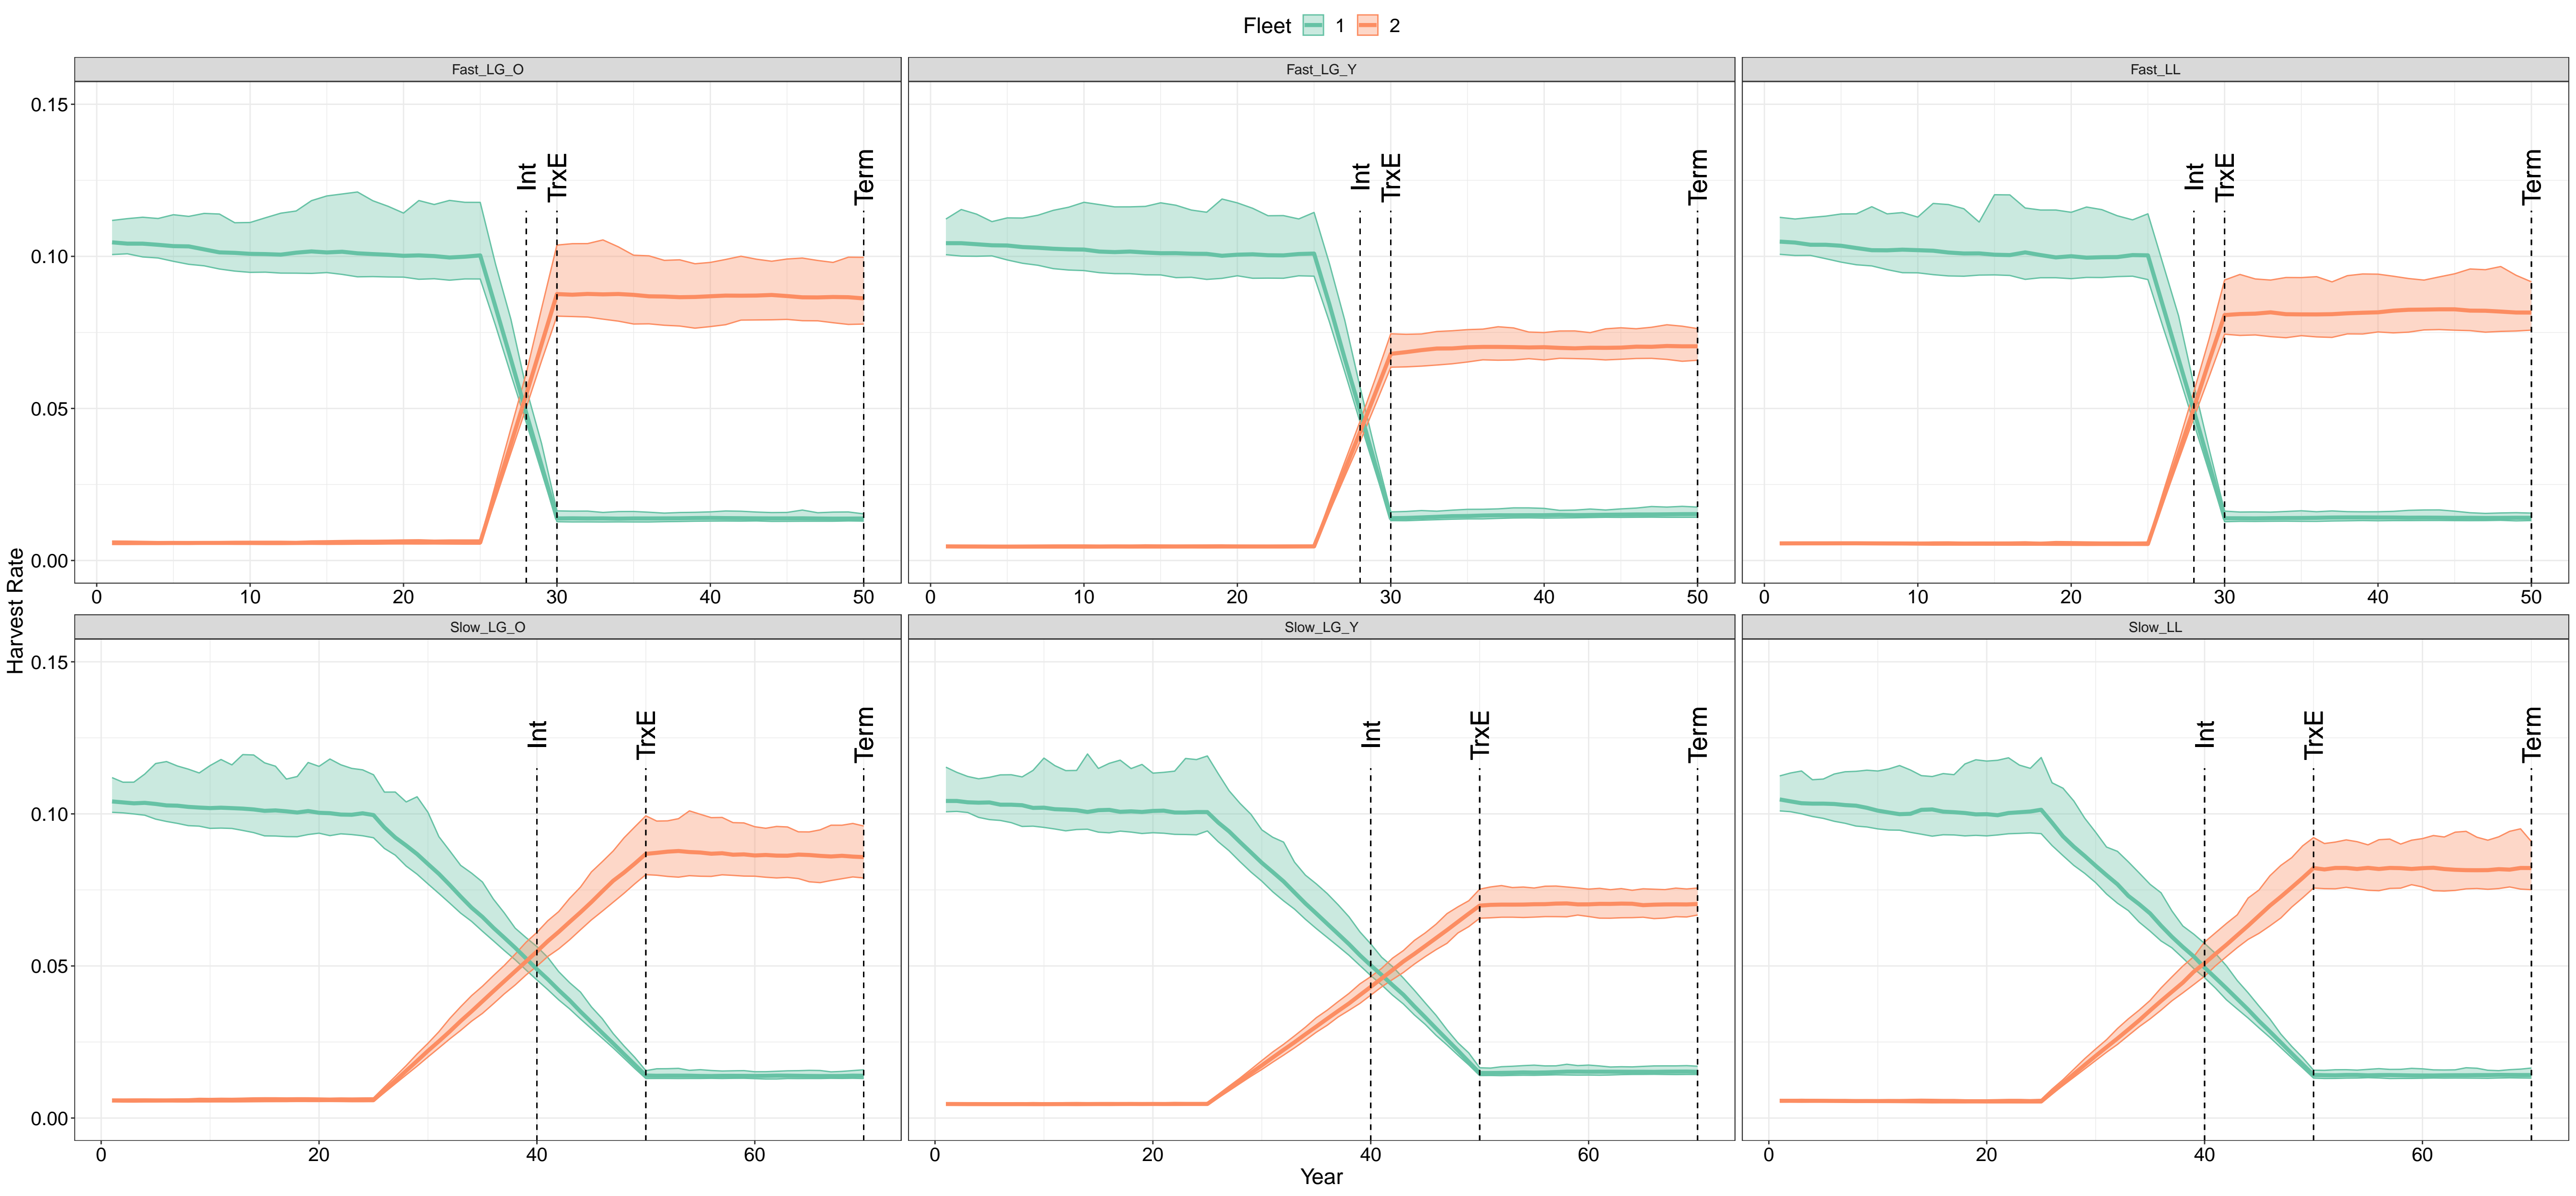 Fleet 1 2
Fast_LG_O Fast_LG_Y Fast_LL
0.15
0.10
0.05
0.00
Int TrxE Term Int TrxE Term Int TrxE Term
0 10 20 30 40 50 0 10 20 30 40 50 0 10 20 30 40 50
Harvest Rate
Slow_LG_O Slow_LG_Y Slow_LL
0.15
0.10
0.05
0.00
Int TrxE Term Int TrxE Term Int TrxE Term
0 20 40 60 0 20 40 60 0 20 40 60
Year